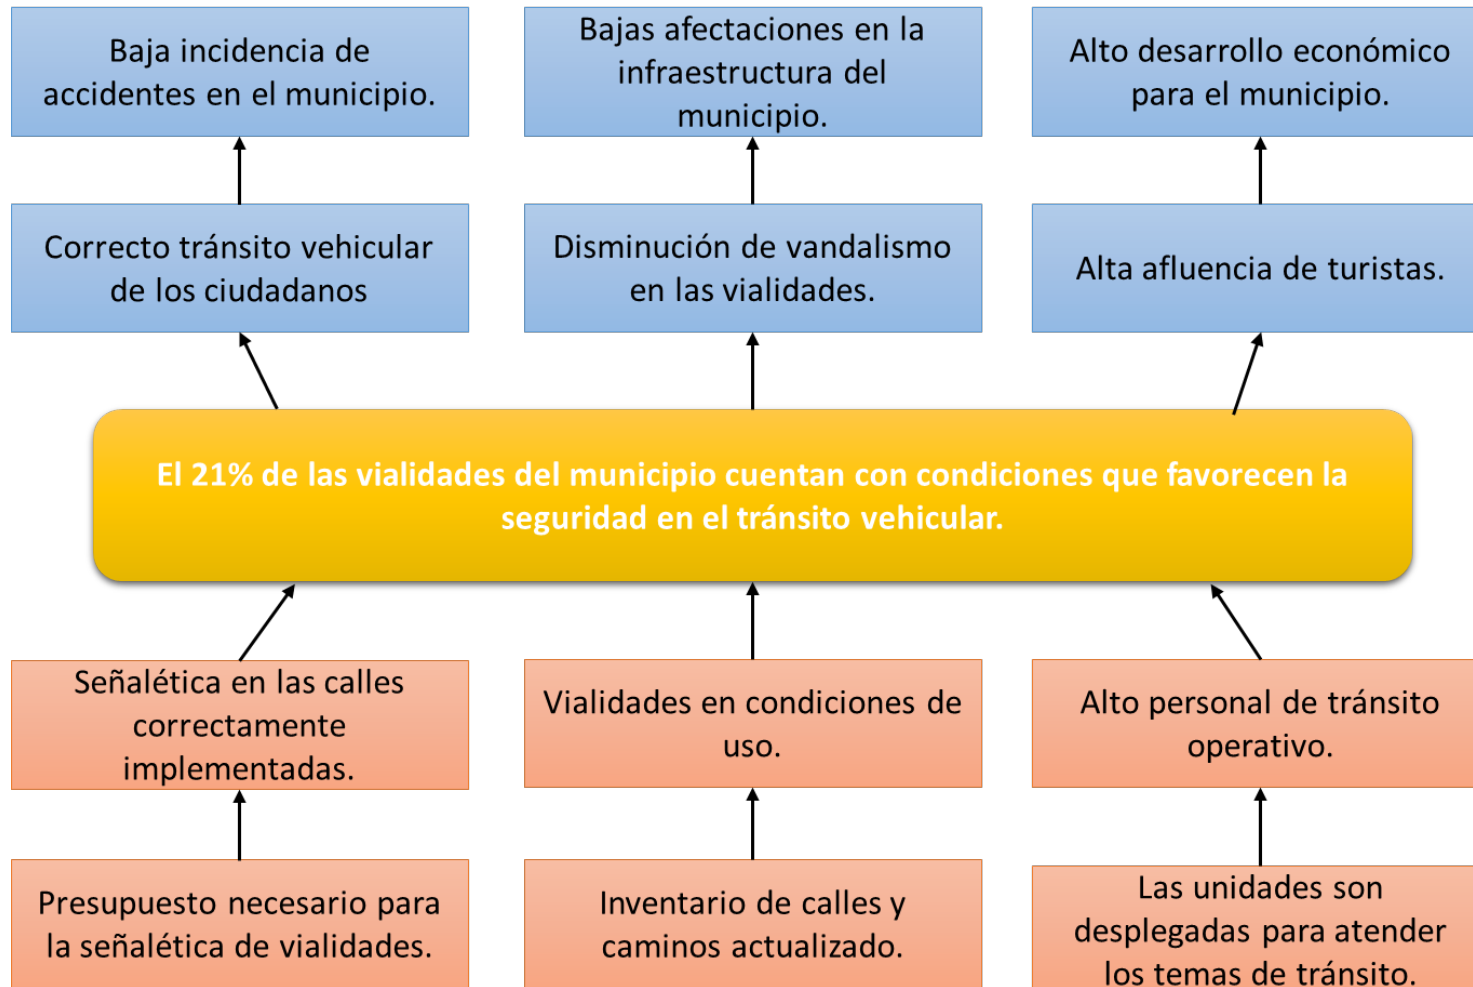 Baja incidencia de
accidentes en el municipio.
Bajas afectaciones en la
infraestructura del
municipio.
Alto desarrollo económico
para el municipio.
Correcto tránsito vehicular
de los ciudadanos
Disminución de vandalismo
en las vialidades.
Alta afluencia de turistas.
El 21% de las vialidades del municipio cuentan con condiciones que favorecen la
seguridad en el tránsito vehicular.
Señalética en las calles
correctamente
implementadas.
Vialidades en condiciones de
uso.
Alto personal de tránsito
operativo.
Presupuesto necesario para
la señalética de vialidades.
Inventario de calles y
caminos actualizado.
Las unidades son
desplegadas para atender
los temas de tránsito.